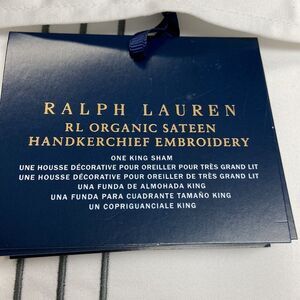 RALPH LAUREN
RL ORGANIC SATEEN
HANDKERCHIEF EMBROIDERY
ONE KING SHAM
UNE HOUSSE DÉCORATIVE POUR OREILLER POUR TRÈS GRAND LIT
UNE HOUSSE DÉCORATIVE POUR OREILLER DE TRÈS GRAND LIT
UNA FUNDA DE ALMOHADA KING
UNA FUNDA PARA CUADRANTE TAMAÑO KING
UN COPRIGUANCIALE KING